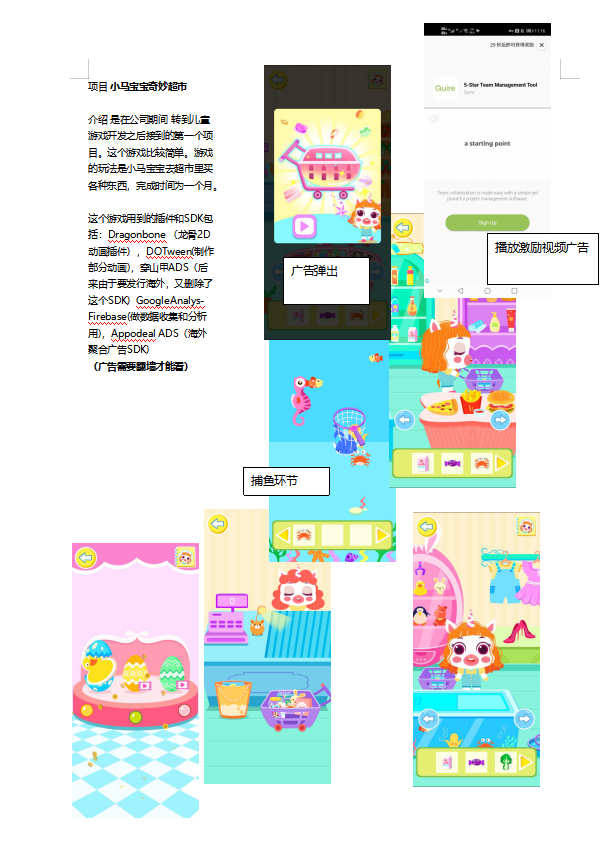 项目 小马宝宝奇妙超市
介绍 是在公司期间 转到儿童
游戏开发之后接到的第一个项
目。这个游戏比较简单。游戏
的玩法是小马宝宝去超市里买
各种东西，完成时间为一个月。
这个游戏用到的插件和SDK包
括：Dragonbone（龙骨2D
动画插件），DOTween(制作
部分动画)，穿山甲ADS（后
来由于要发行海外，又删除了
这个SDK）GoogleAnalys-
Firebase(做数据收集和分析
用)，Appodeal ADS（海外
聚合广告SDK)
（广告需要翻墙才能看）
11:15
29 秒后即可获得奖励
Quire
5-Star Team Management Tool
Quire
a starting point
Team collaboration is made easy with a simple yet
powerful project management software.
Sign Up
播放激励视频广告
广告弹出
捕鱼环节
0